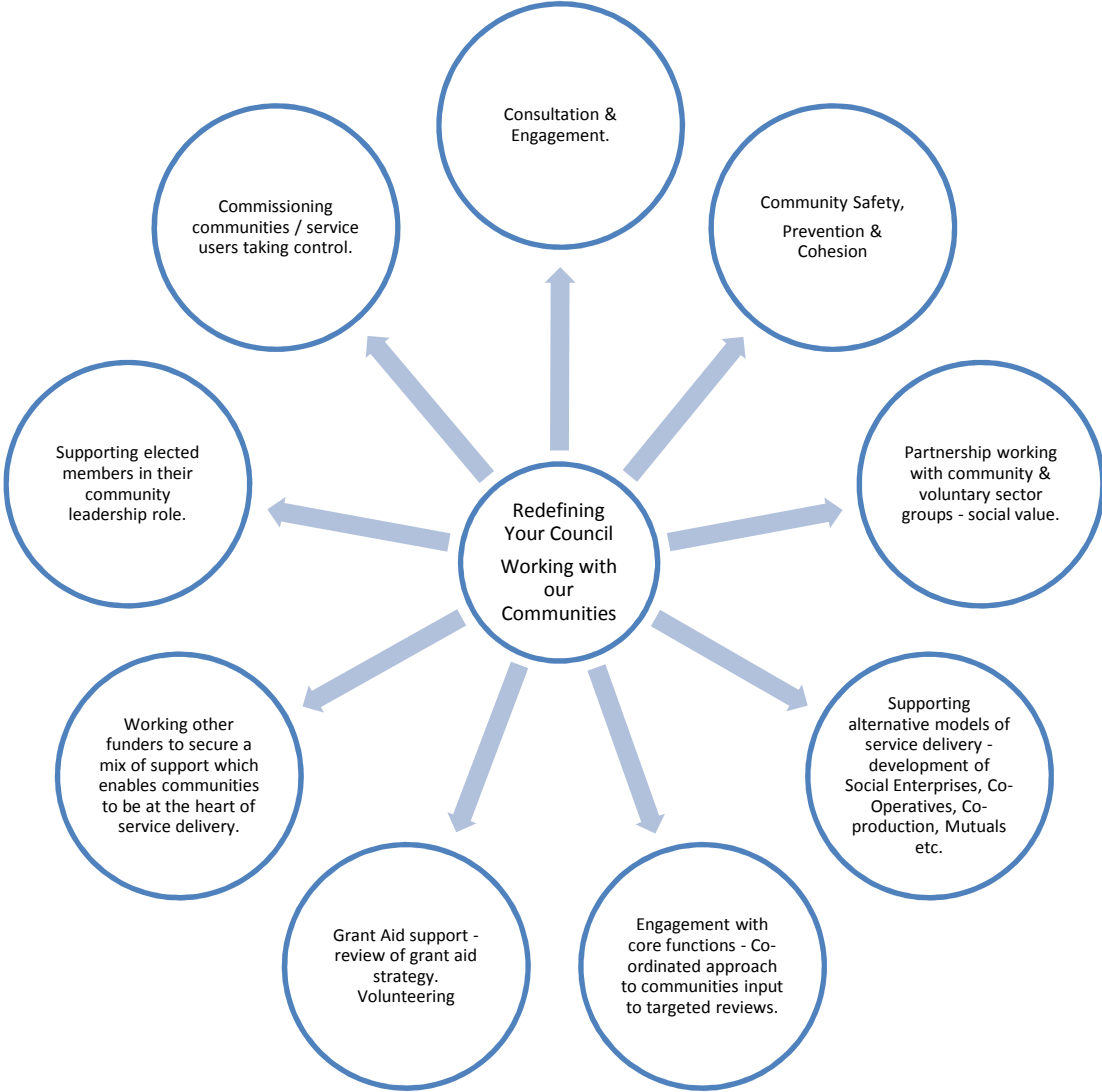 Consultation &
Engagement.
Community Safety,
Prevention &
Cohesion
Partnership working
with community &
voluntary sector
groups - social value.
Supporting
alternative models of
service delivery -
development of
Social Enterprises, Co-
Operatives, Co-
production, Mutuals
etc.
Engagement with
core functions - Co-
ordinated approach
to communities input
to targeted reviews.
Grant Aid support -
review of grant aid
strategy.
Volunteering
Working other
funders to secure a
mix of support which
enables communities
to be at the heart of
service delivery.
Supporting elected
members in their
community
leadership role.
Commissioning
communities / service
users taking control.
Redefining
Your Council
Working with
our
Communities